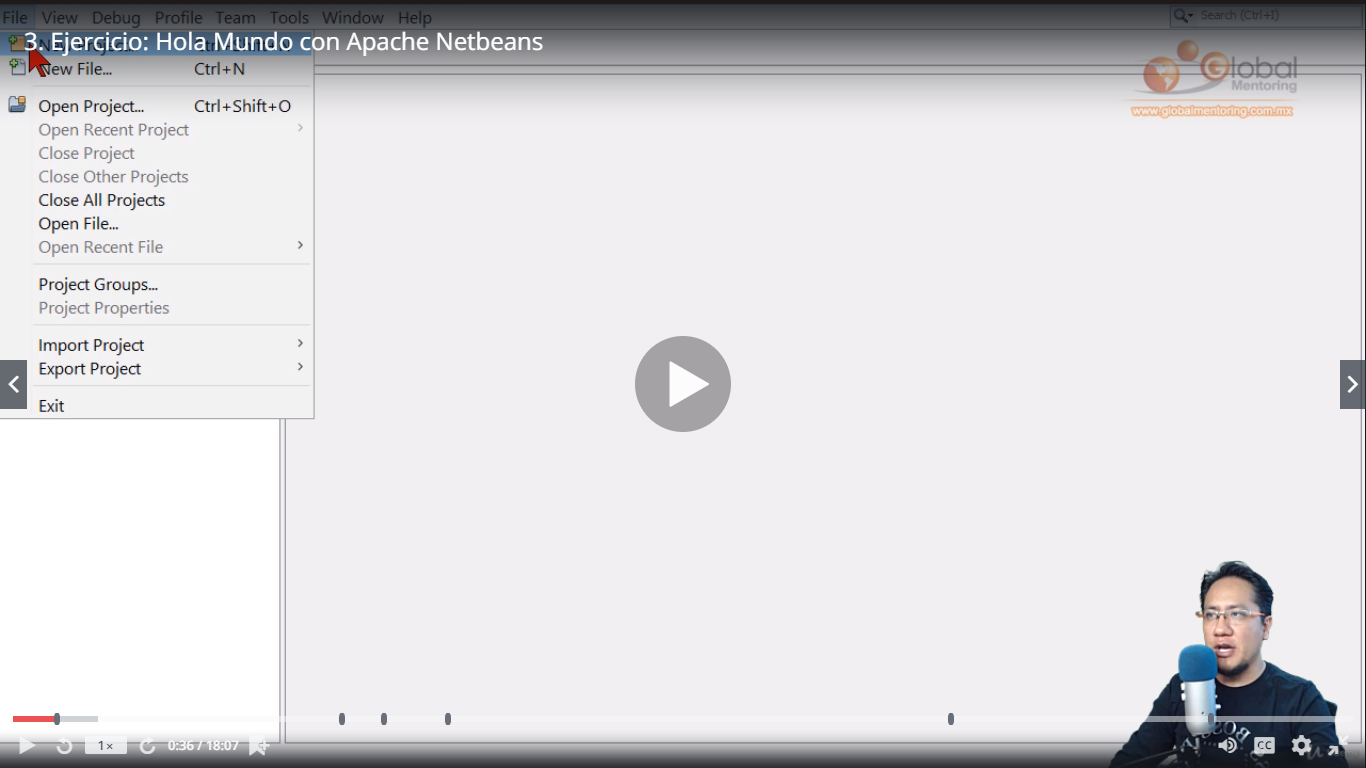 File View Debug Profile Team Tools Window Help
Search (Ctrl+I)
3. Ejercicio: Hola Mundo con Apache Netbeans
New File... Ctrl+N
Open Project... Ctrl+Shift+O
Open Recent Project
Close Project
Close Other Projects
Close All Projects
Open File...
Open Recent File
Project Groups...
Project Properties
Import Project
Export Project
Exit
Global
Mentoring
www.globalmentoring.com.mx
1×
0:36 / 18:07
CC